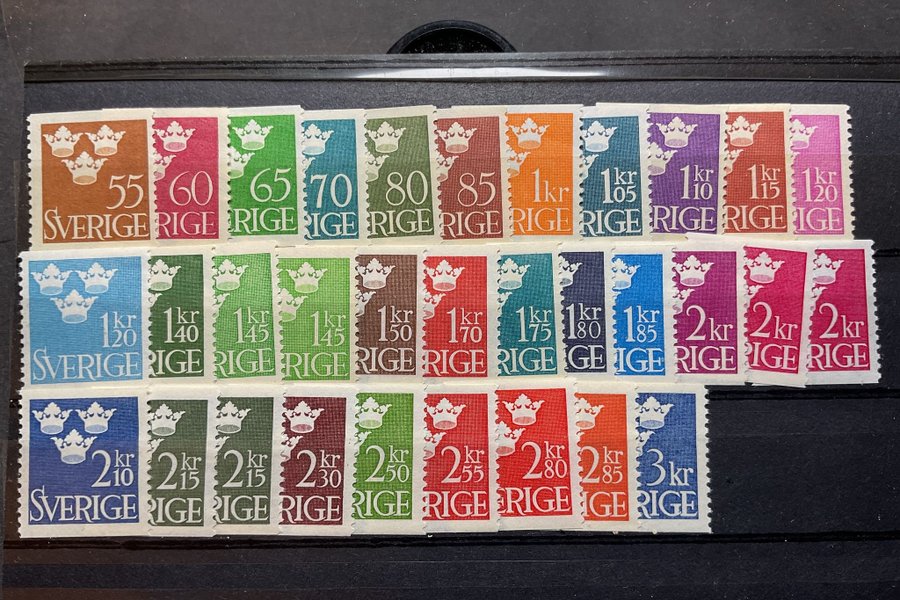 55
SVERIGE
60
RIGE
65
RIGE
70
RIGE
80
RIGE
85
RIGE
1 kr
RIGE
1 kr 05
RIGE
1 kr 10
RIGE
1 kr 15
RIGE
1 kr 20
RIGE
1 kr 20
SVERIGE
1 kr 40
RIGE
1 kr 45
RIGE
1 kr 45
RIGE
1 kr 50
RIGE
1 kr 70
RIGE
1 kr 75
RIGE
1 kr 80
RIGE
1 kr 85
RIGE
2 kr
RIGE
2 kr
RIGE
2 kr
RIGE
2 kr 10
SVERIGE
2 kr 15
RIGE
2 kr 15
RIGE
2 kr 30
RIGE
2 kr 50
RIGE
2 kr 55
RIGE
2 kr 80
ERIGE
2 kr 85
RIGE
3 kr
RIGE